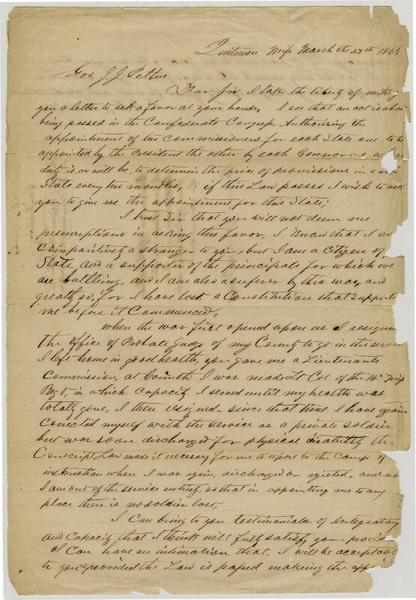 Quitman Miss March the 27th 1863
Gov J. J. Pettus
Dear Sir I take the liberty of writing
you a letter to ask a favor at your hands, I see that an act is about
being passed in the Confederate Congress Authorising the
appointment of two Commissioners for each State one to be
appointed by the President the other by each Governor whose
duty is or will be, to determine the price of provisions in each
State every two months, if this Law passes I wish to ask
you to give me the appointment for this State;
I trust Sir that you will not deem me
presumptious in asking this favor, I know that I am
Comparitively a stranger to you, but I am a Citizen of
State, and a supporter of the principals for which we
are battling, and I am also a sufferer by this war, and
greatly so, for I have lost a Constitution that supported
me before it Commenced,
When the war first opened upon us I resigned
the Office of Probate Judge of my County to go in the service
I left home in good health, you gave me a Lieutenants
Commission, at Corinth I was made Lt Col of the Miss
Regt, in which Capacity I served until my health was
totally gone, I then resigned since that time I have again
Conected myself with the service as a private soldier
but was soon discharged for physical disability the
Conscript Law made it necessary for me to report to the Camp of
instruction when I was again discharged or rejected, and now
I am out of the service entirely, so that in appointing me to any
place there is no soldier lost,
I Can bring to you testimonials of integrity
and Capacity that I think will fully satisfy you
I Can have an intimation that, I will be acceptable
to you provided the Law is passed making the